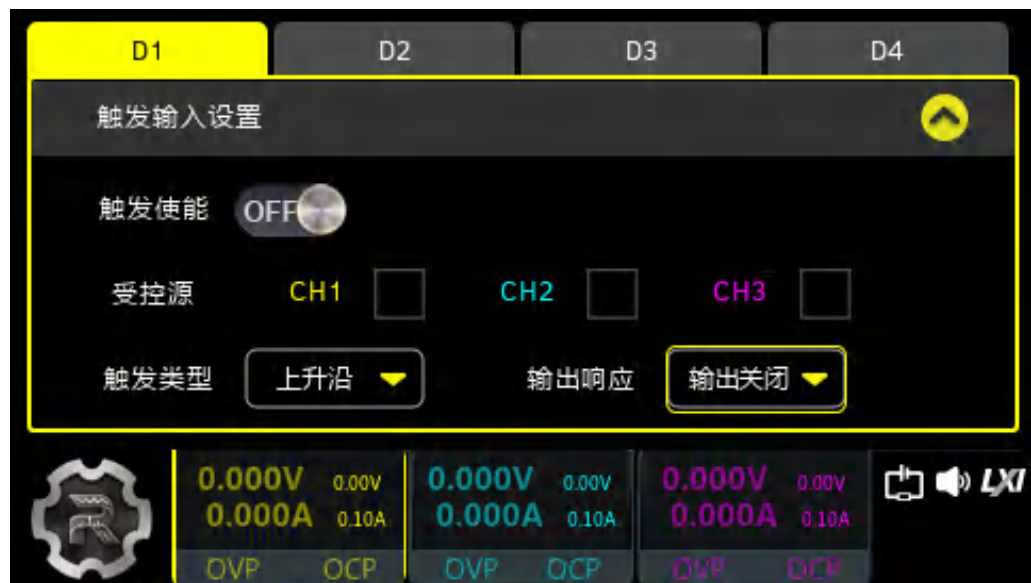 D1 D2 D3 D4
触发输入设置
触发使能 OFF
受控源 CH1 CH2 CH3
触发类型 上升沿 输出响应 输出关闭
0.000V 0.00V 0.000V 0.00V 0.000V 0.00V LXI
0.000A 0.10A 0.000A 0.10A 0.000A 0.10A
OVP OCP OVP OCP OVP OCP